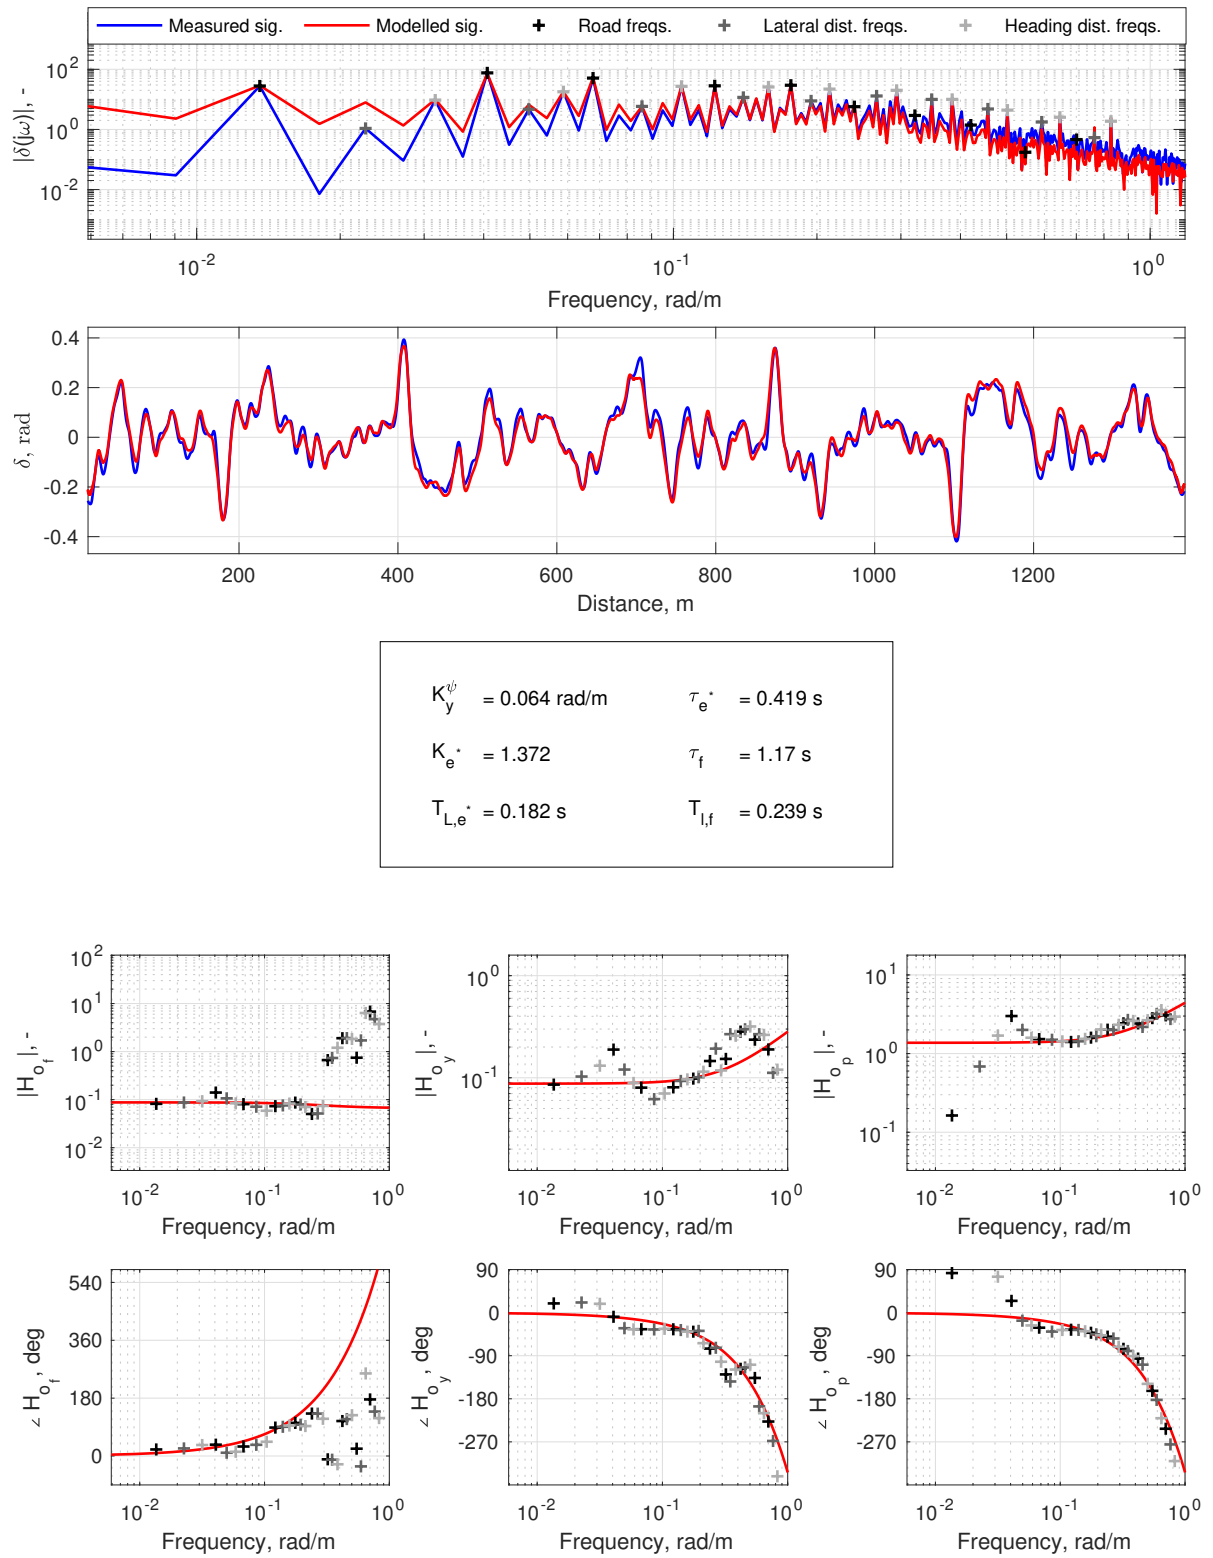 Measured sig. Modelled sig. Road freqs. Lateral dist. freqs. Heading dist. freqs.
|δ(jω)|, -
10^2
10^0
10^-2
10^-2 10^-1 10^0
Frequency, rad/m
δ, rad
0.4
0.2
0
-0.2
-0.4
200 400 600 800 1000 1200
Distance, m
K_y^ψ = 0.064 rad/m τ_e* = 0.419 s
K_e* = 1.372 τ_f = 1.17 s
T_L,e* = 0.182 s T_l,f = 0.239 s
|H_o_f|, -
10^2
10^1
10^0
10^-1
10^-2
10^-2 10^-1 10^0
Frequency, rad/m
|H_o_y|, -
10^0
10^-1
10^-2 10^-1 10^0
Frequency, rad/m
|H_o_p|, -
10^1
10^0
10^-1
10^-2 10^-1 10^0
Frequency, rad/m
∠ H_o_f, deg
540
360
180
0
10^-2 10^-1 10^0
Frequency, rad/m
∠ H_o_y, deg
90
0
-90
-180
-270
10^-2 10^-1 10^0
Frequency, rad/m
∠ H_o_p, deg
90
0
-90
-180
-270
10^-2 10^-1 10^0
Frequency, rad/m